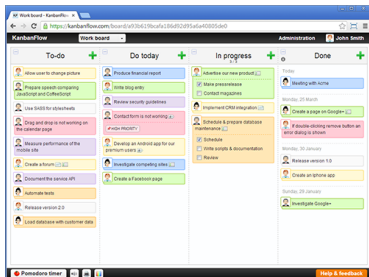 Work board - KanbanFlow
https://kanbanflow.com/board/a93b61f9bcafa186d92d95a6e40805de0
KanbanFlow
Work board
Administration
John Smith
To-do
Allow user to change picture
Prepare speech comparing JavaScript and CoffeeScript
Use SASS for stylesheets
Drag and drop is not working on the calendar page
Measure performance of the mobile site
Create a forum
Document the service API
Automate tests
Release version 2.0
Load database with customer data
Do today
Produce financial report
Write blog entry
Review security guidelines
Contact form is not working
HIGH PRIORITY
Develop an Android app for our premium users
Investigate competing sites
Create a Facebook page
In progress
Advertise our new product
Make pressrelease
Contact magazines
Implement CRM integration
Schedule & prepare database maintenance
Schedule
Write scripts & documentation
Review
Done
Today
Meeting with Acme
Monday, 25 March
Create a page on Google+
If double-clicking remove button an error dialog is shown
Monday, 30 January
Release version 1.0
Create an iphone app
Sunday, 29 January
Investigate Google+
Pomodoro timer
Help & feedback